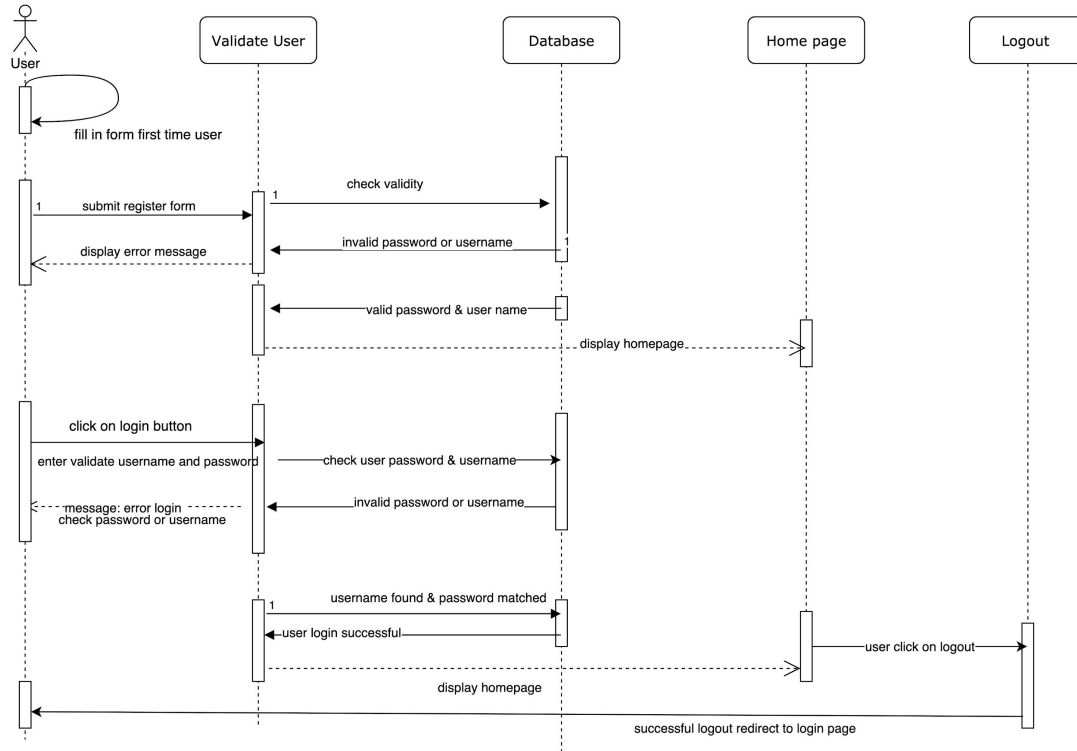 User
Validate User
Database
Home page
Logout
fill in form first time user
check validity
1
1
submit register form
invalid password or username
1
display error message
valid password & user name
display homepage
click on login button
enter validate username and password
check user password & username
invalid password or username
message: error login
check password or username
username found & password matched
1
user login successful
user click on logout
display homepage
successful logout redirect to login page